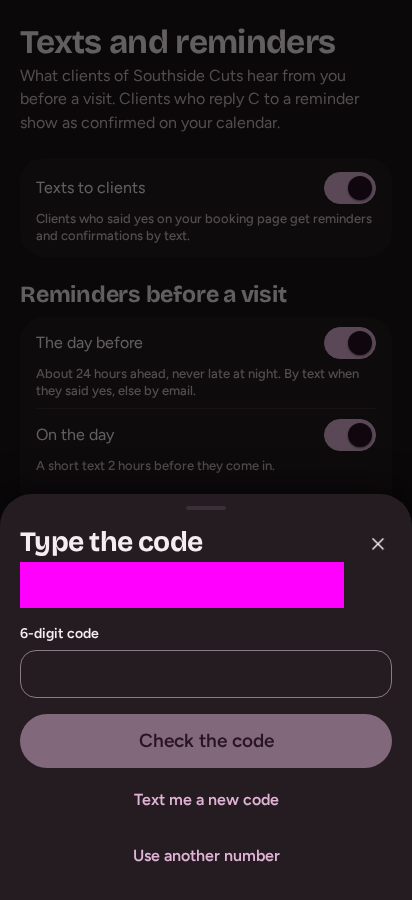 Texts and reminders
What clients of Southside Cuts hear from you
before a visit. Clients who reply C to a reminder
show as confirmed on your calendar.
Texts to clients
Clients who said yes on your booking page get reminders
and confirmations by text.
Reminders before a visit
The day before
About 24 hours ahead, never late at night. By text when
they said yes, else by email.
On the day
A short text 2 hours before they come in.
Type the code
6-digit code
Check the code
Text me a new code
Use another number